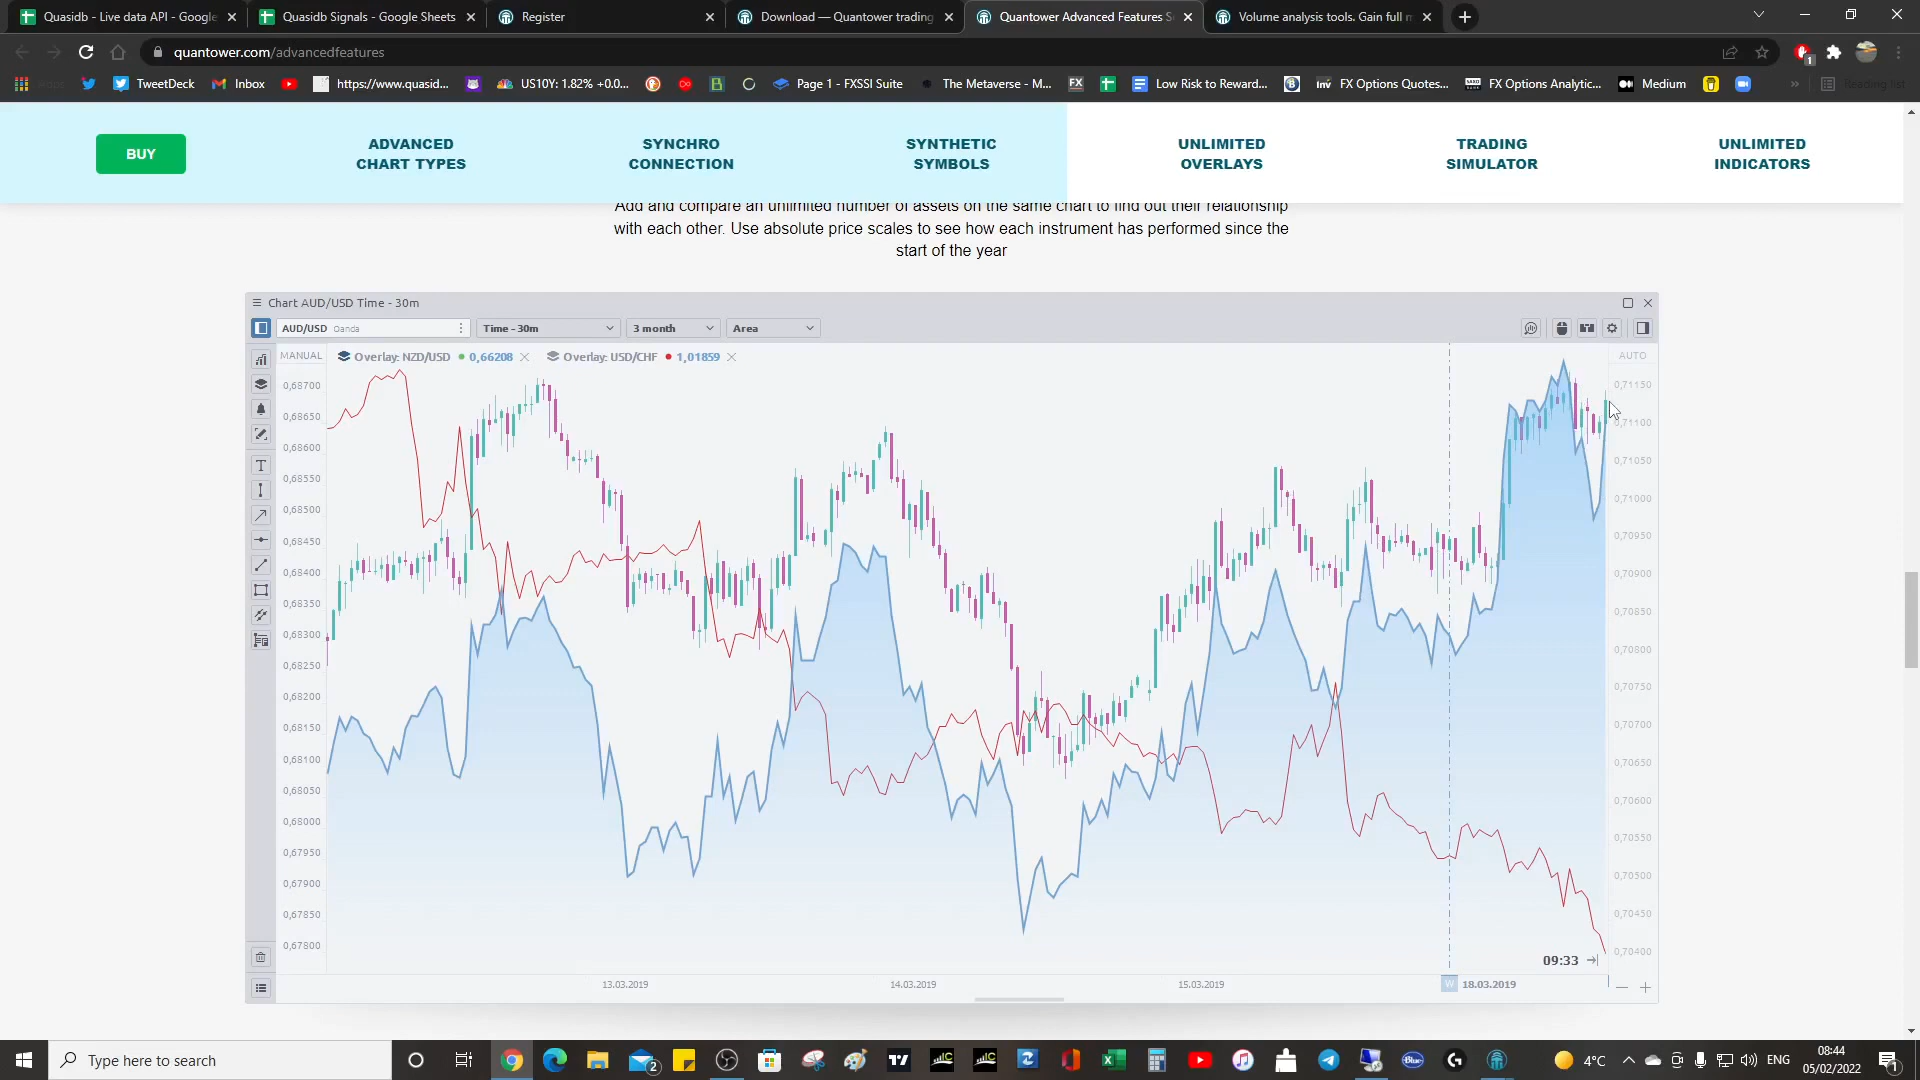 Quasidb - Live data API - Google
Quasidb Signals - Google Sheets
Register
Download — Quantower trading
Quantower Advanced Features S
Volume analysis tools. Gain full m
quantower.com/advancedfeatures
1
TweetDeck
Inbox
https://www.quasid...
US10Y: 1.82% +0.0...
Page 1 - FXSSI Suite
The Metaverse - M...
FX
Low Risk to Reward...
FX Options Quotes...
FX Options Analytic...
Medium
Reading list
BUY
ADVANCED
CHART TYPES
SYNCHRO
CONNECTION
SYNTHETIC
SYMBOLS
UNLIMITED
OVERLAYS
TRADING
SIMULATOR
UNLIMITED
INDICATORS
Add and compare an unlimited number of assets on the same chart to find out their relationship
with each other. Use absolute price scales to see how each instrument has performed since the
start of the year
Chart AUD/USD Time - 30m
AUD/USD Oanda
Time - 30m
3 month
Area
MANUAL
Overlay: NZD/USD 0,66208
Overlay: USD/CHF 1,01859
AUTO
0,68700
0,68650
0,68600
0,68550
0,68500
0,68450
0,68400
0,68350
0,68300
0,68250
0,68200
0,68150
0,68100
0,68050
0,68000
0,67950
0,67900
0,67850
0,67800
0,71150
0,71100
0,71050
0,71000
0,70950
0,70900
0,70850
0,70800
0,70750
0,70700
0,70650
0,70600
0,70550
0,70500
0,70450
0,70400
09:33
13.03.2019
14.03.2019
15.03.2019
W 18.03.2019
Type here to search
2
4°C
ENG
08:44
05/02/2022
1